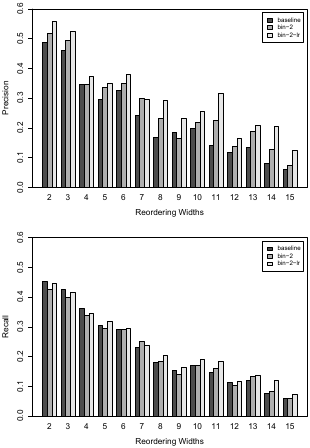 0.6
0.5
0.4
0.3
0.2
0.1
0.0
Precision
baseline
bin−2
bin−2−lr
2 3 4 5 6 7 8 9 10 11 12 13 14 15
Reordering Widths
0.6
0.5
0.4
0.3
0.2
0.1
0.0
Recall
baseline
bin−2
bin−2−lr
2 3 4 5 6 7 8 9 10 11 12 13 14 15
Reordering Widths